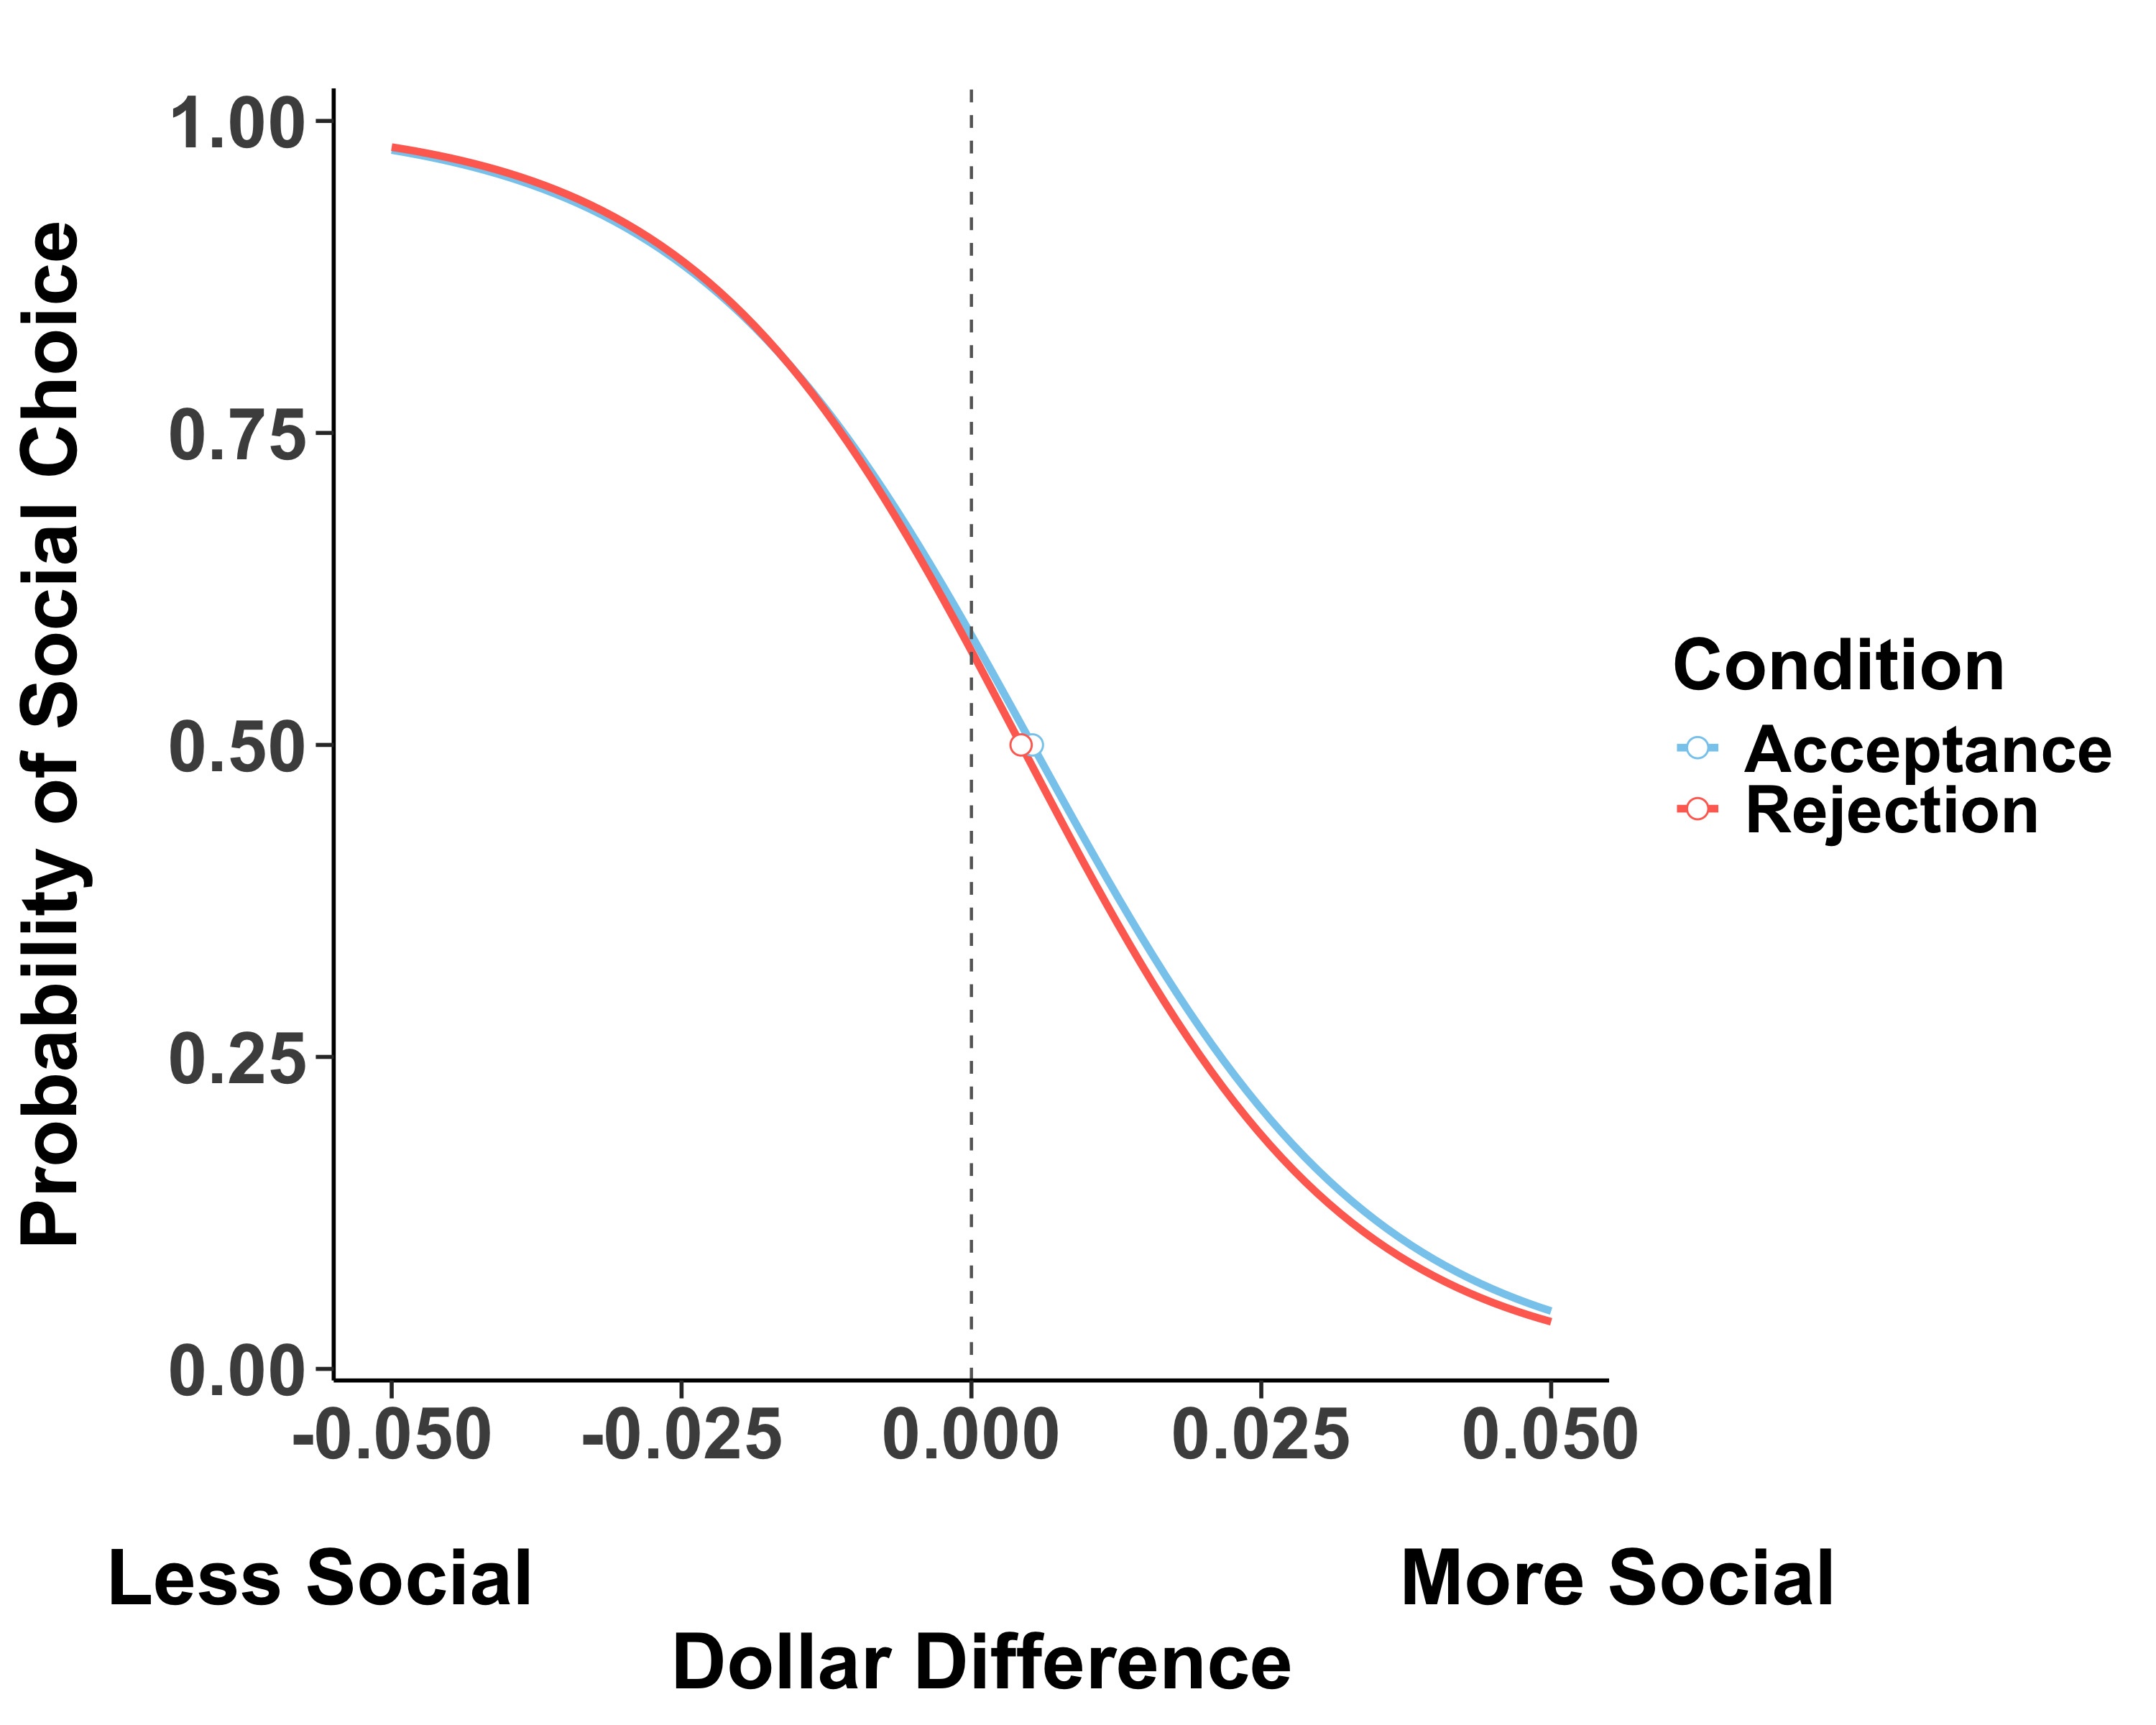 Probability of Social Choice
1.00
0.75
0.50
0.25
0.00
-0.050 -0.025 0.000 0.025 0.050
Less Social More Social
Dollar Difference
Condition
Acceptance
Rejection